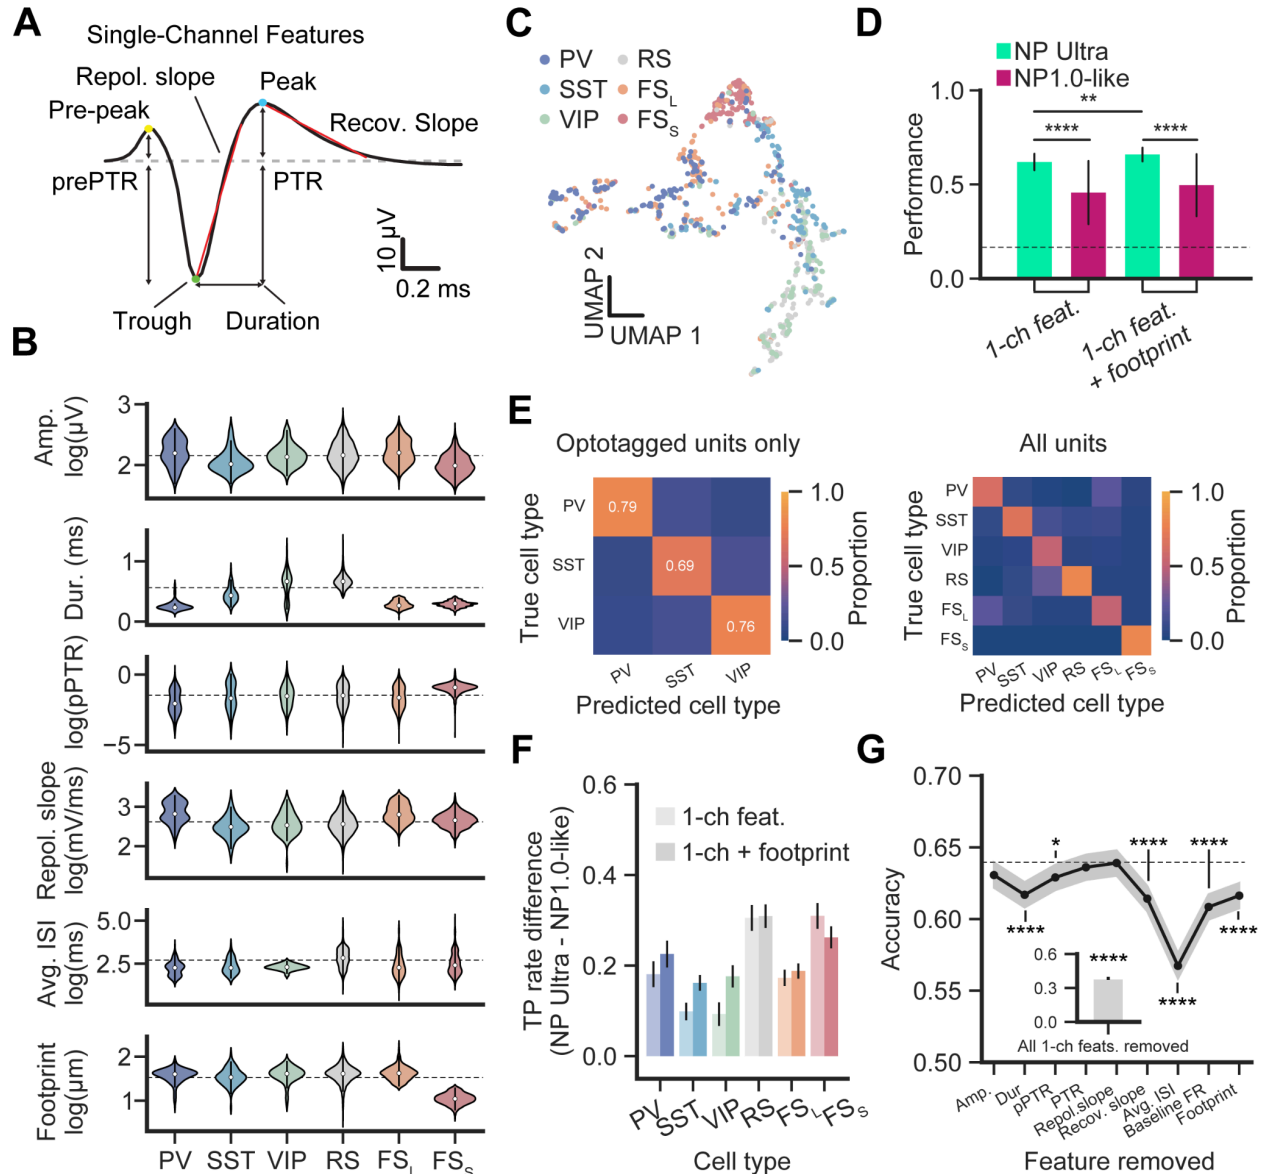 A
Single-Channel Features
Repol. slope
Peak
Pre-peak
Recov. Slope
prePTR
PTR
10 µV
0.2 ms
Trough
Duration
B
Amp.
log(µV)
3
2
Dur. (ms)
1
0
log(pPTR)
0
−5
Repol. slope
log(mV/ms)
3
2
Avg. ISI
log(ms)
5.0
2.5
Footprint
log(µm)
2
1
PV SST VIP RS FSL FSS
C
PV RS
SST FSL
VIP FSS
UMAP 2
UMAP 1
D
NP Ultra
NP1.0-like
Performance
1.0
0.5
0.0
**
**** ****
1-ch feat.
1-ch feat.
+ footprint
E
Optotagged units only
True cell type
PV
SST
VIP
0.79
0.69
0.76
PV SST VIP
Predicted cell type
1.0
0.5
0.0
Proportion
All units
True cell type
PV
SST
VIP
RS
FSL
FSS
PV SST VIP RS FSL FSS
Predicted cell type
1.0
0.5
0.0
Proportion
F
TP rate difference
(NP Ultra - NP1.0-like)
0.6
0.4
0.2
0.0
1-ch feat.
1-ch + footprint
PV SST VIP RS FSL FSS
Cell type
G
Accuracy
0.70
0.65
0.60
0.55
0.50
* **** ****
**** ****
****
0.6
0.3
0.0
****
All 1-ch feats. removed
Amp. Dur pPTR PTR Repol.slope Recov. slope Avg. ISI Baseline FR Footprint
Feature removed